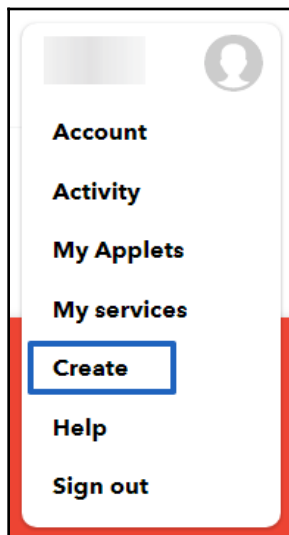 Account
Activity
My Applets
My services
Create
Help
Sign out